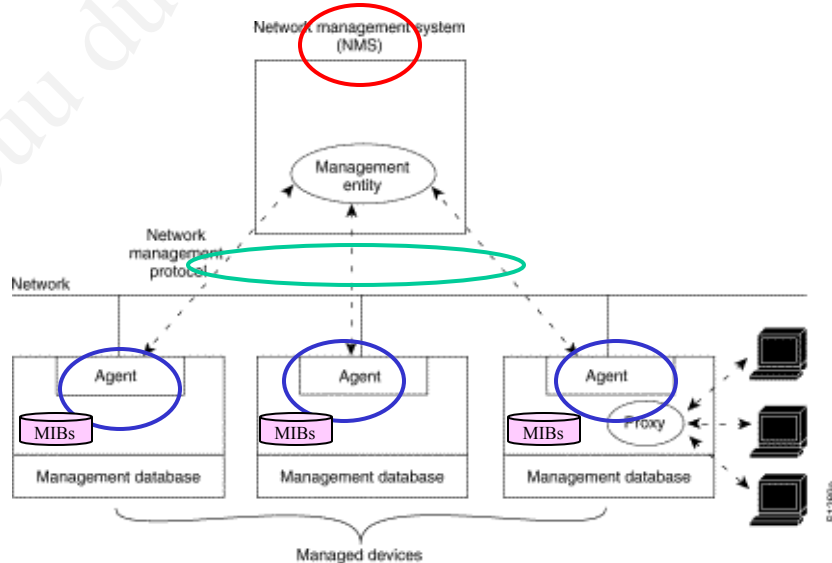 Network management system
(NMS)
Management
entity
Network
management
protocol
Network
Agent
Agent
Agent
MIBs
MIBs
MIBs
Proxy
Management database
Management database
Management database
Managed devices